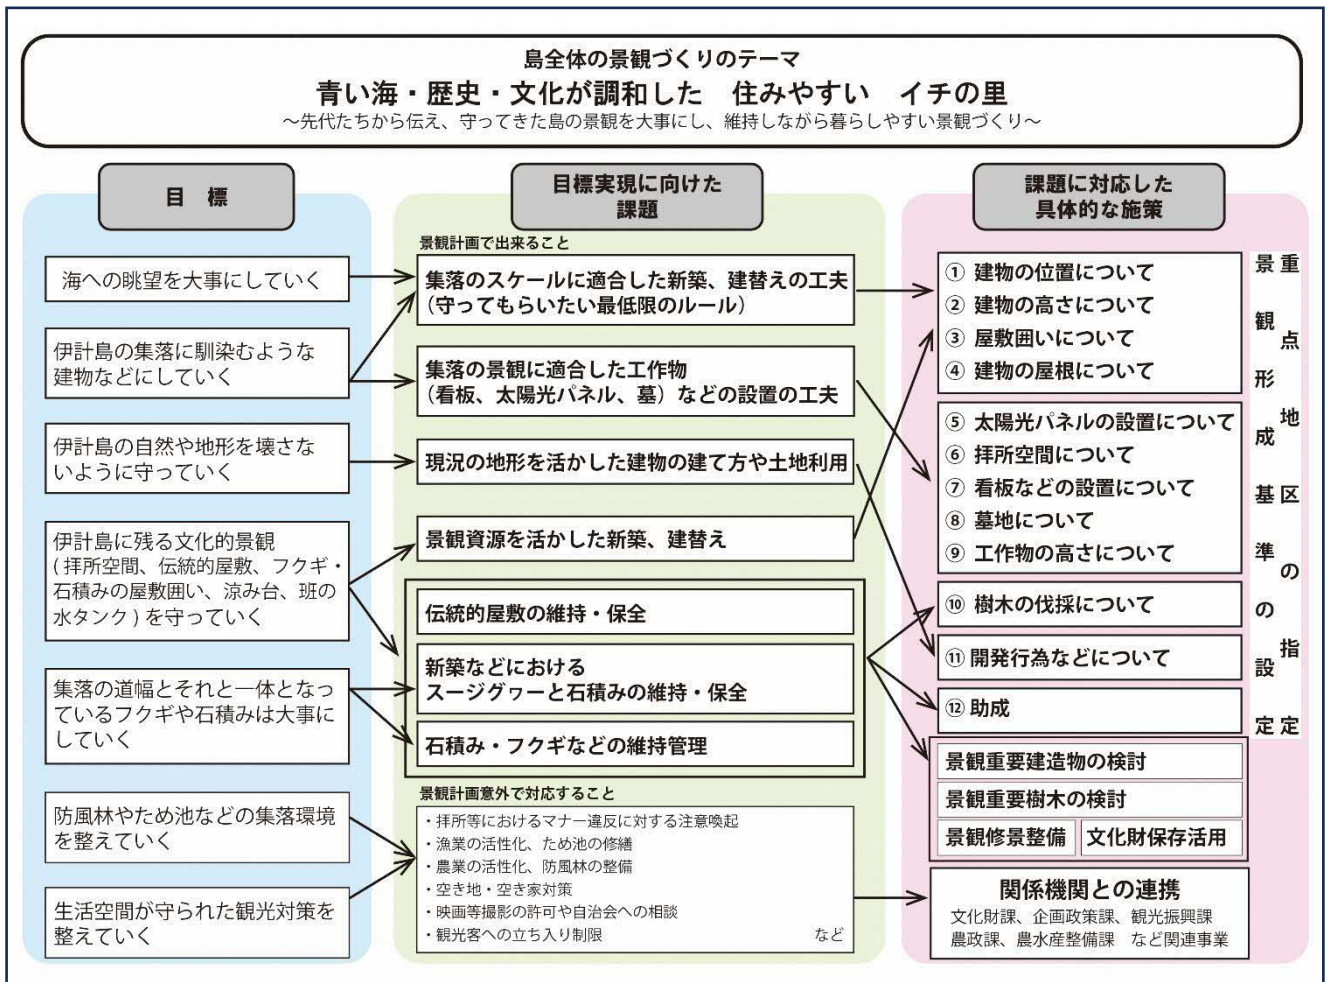 島全体の景観づくりのテーマ
青い海・歴史・文化が調和した　住みやすい　イチの里
～先代たちから伝え、守ってきた島の景観を大事にし、維持しながら暮らしやすい景観づくり～
目　標
海への眺望を大事にしていく
伊計島の集落に馴染むような
建物などにしていく
伊計島の自然や地形を壊さな
いように守っていく
伊計島に残る文化的景観
(拝所空間、伝統的屋敷、フクギ・
石積みの屋敷囲い、涼み台、班の
水タンク)を守っていく
集落の道幅とそれと一体となっ
ているフクギや石積みは大事に
していく
防風林やため池などの集落環境
を整えていく
生活空間が守られた観光対策を
整えていく
目標実現に向けた
課題
景観計画で出来ること
集落のスケールに適合した新築、建替えの工夫
（守ってもらいたい最低限のルール）
集落の景観に適合した工作物
（看板、太陽光パネル、墓）などの設置の工夫
現況の地形を活かした建物の建て方や土地利用
景観資源を活かした新築、建替え
伝統的屋敷の維持・保全
新築などにおける
スージグヮーと石積みの維持・保全
石積み・フクギなどの維持管理
景観計画意外で対応すること
・拝所等におけるマナー違反に対する注意喚起
・漁業の活性化、ため池の修繕
・農業の活性化、防風林の整備
・空き地・空き家対策
・映画等撮影の許可や自治会への相談
・観光客への立ち入り制限　など
課題に対応した
具体的な施策
① 建物の位置について
② 建物の高さについて
③ 屋敷囲いについて
④ 建物の屋根について
⑤ 太陽光パネルの設置について
⑥ 拝所空間について
⑦ 看板などの設置について
⑧ 墓地について
⑨ 工作物の高さについて
⑩ 樹木の伐採について
⑪ 開発行為などについて
⑫ 助成
重点地区の指定
景観形成基準の設定
景観重要建造物の検討
景観重要樹木の検討
景観修景整備
文化財保存活用
関係機関との連携
文化財課、企画政策課、観光振興課
農政課、農水産整備課　など関連事業